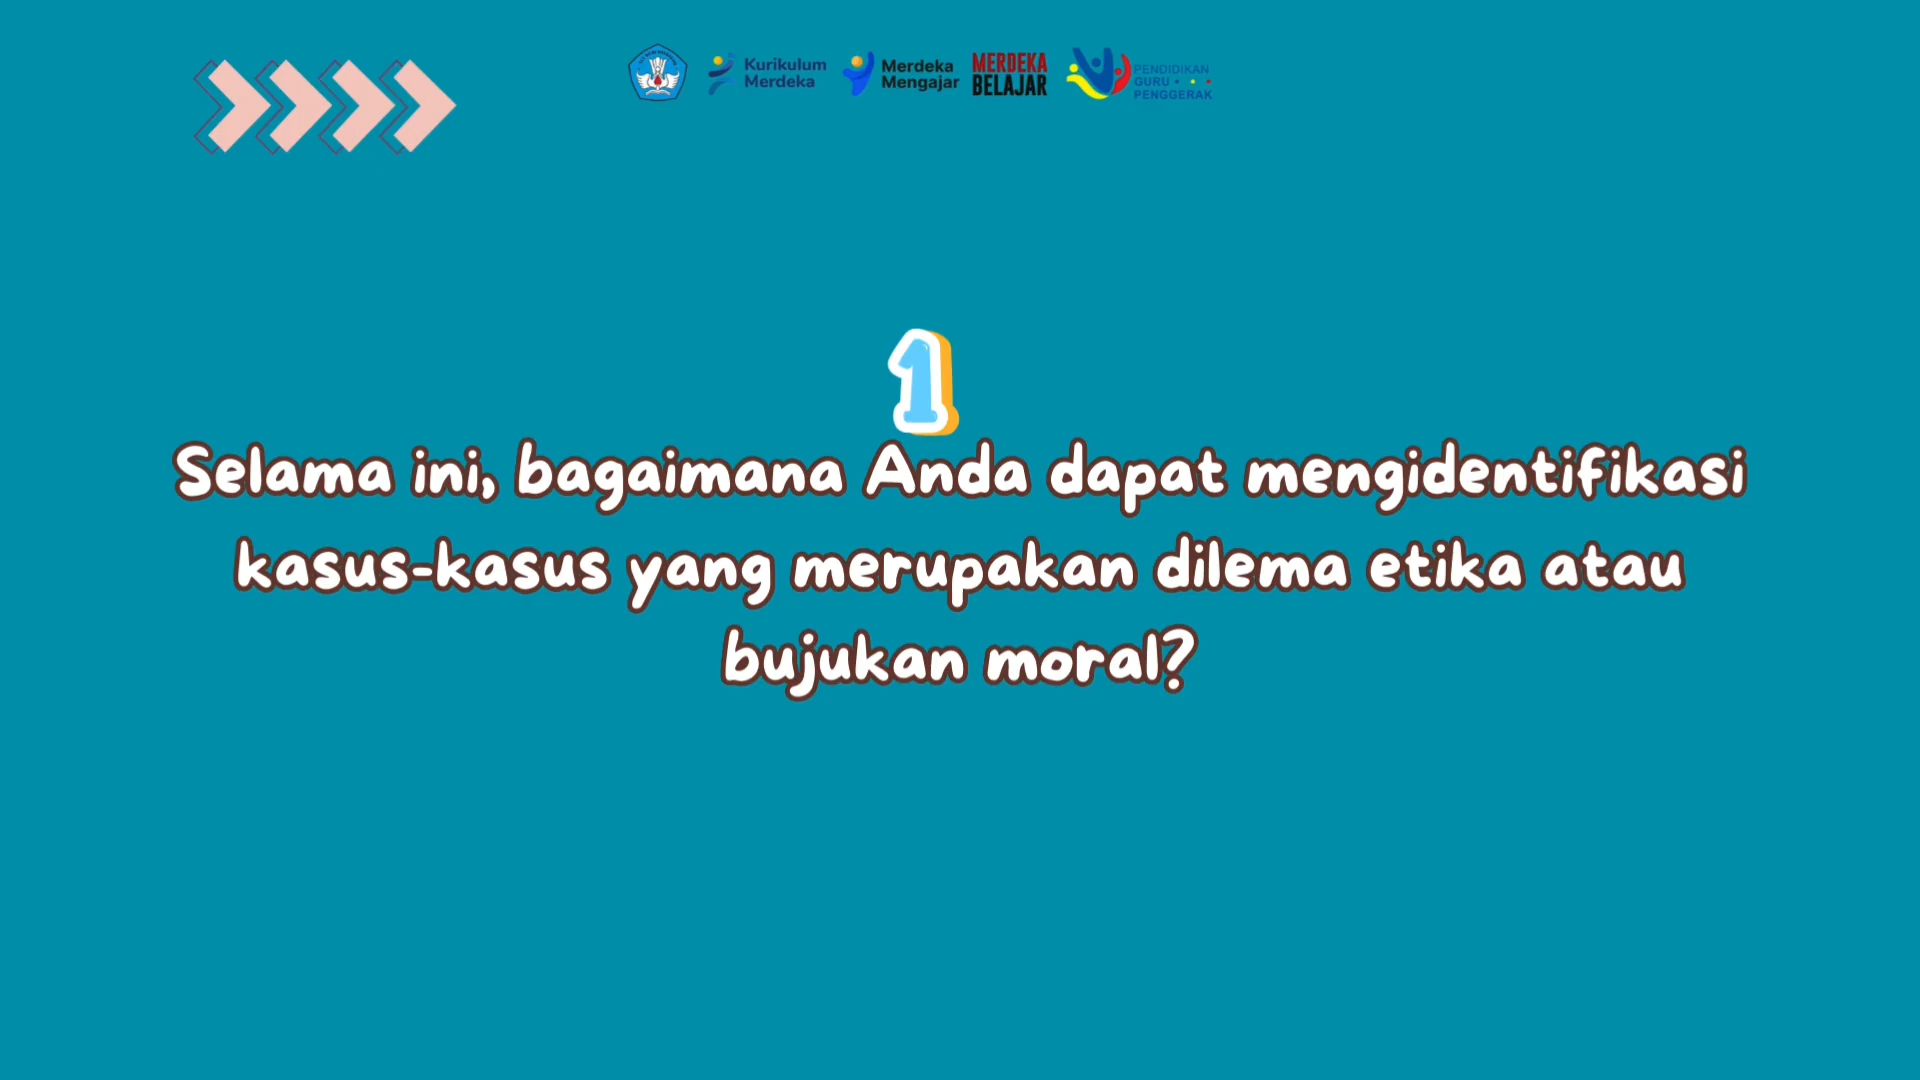 Kurikulum
Merdeka
Merdeka
Mengajar
MERDEKA
BELAJAR
PENDIDIKAN
GURU
PENGGERAK
1
Selama ini, bagaimana Anda dapat mengidentifikasi
kasus-kasus yang merupakan dilema etika atau
bujukan moral?